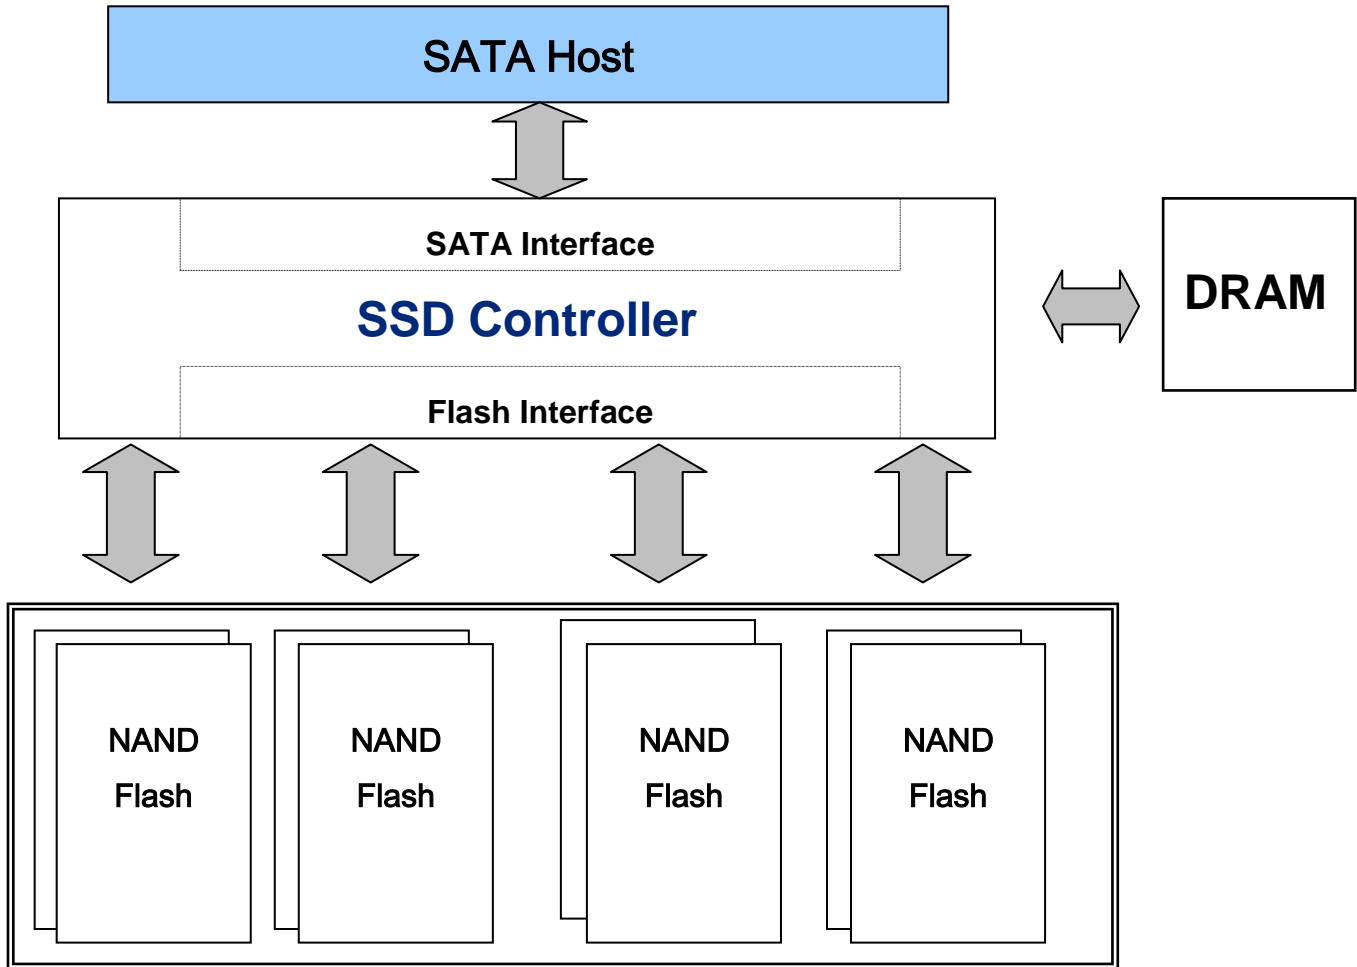 SATA Host
SATA Interface
SSD Controller
DRAM
Flash Interface
NAND
Flash
NAND
Flash
NAND
Flash
NAND
Flash